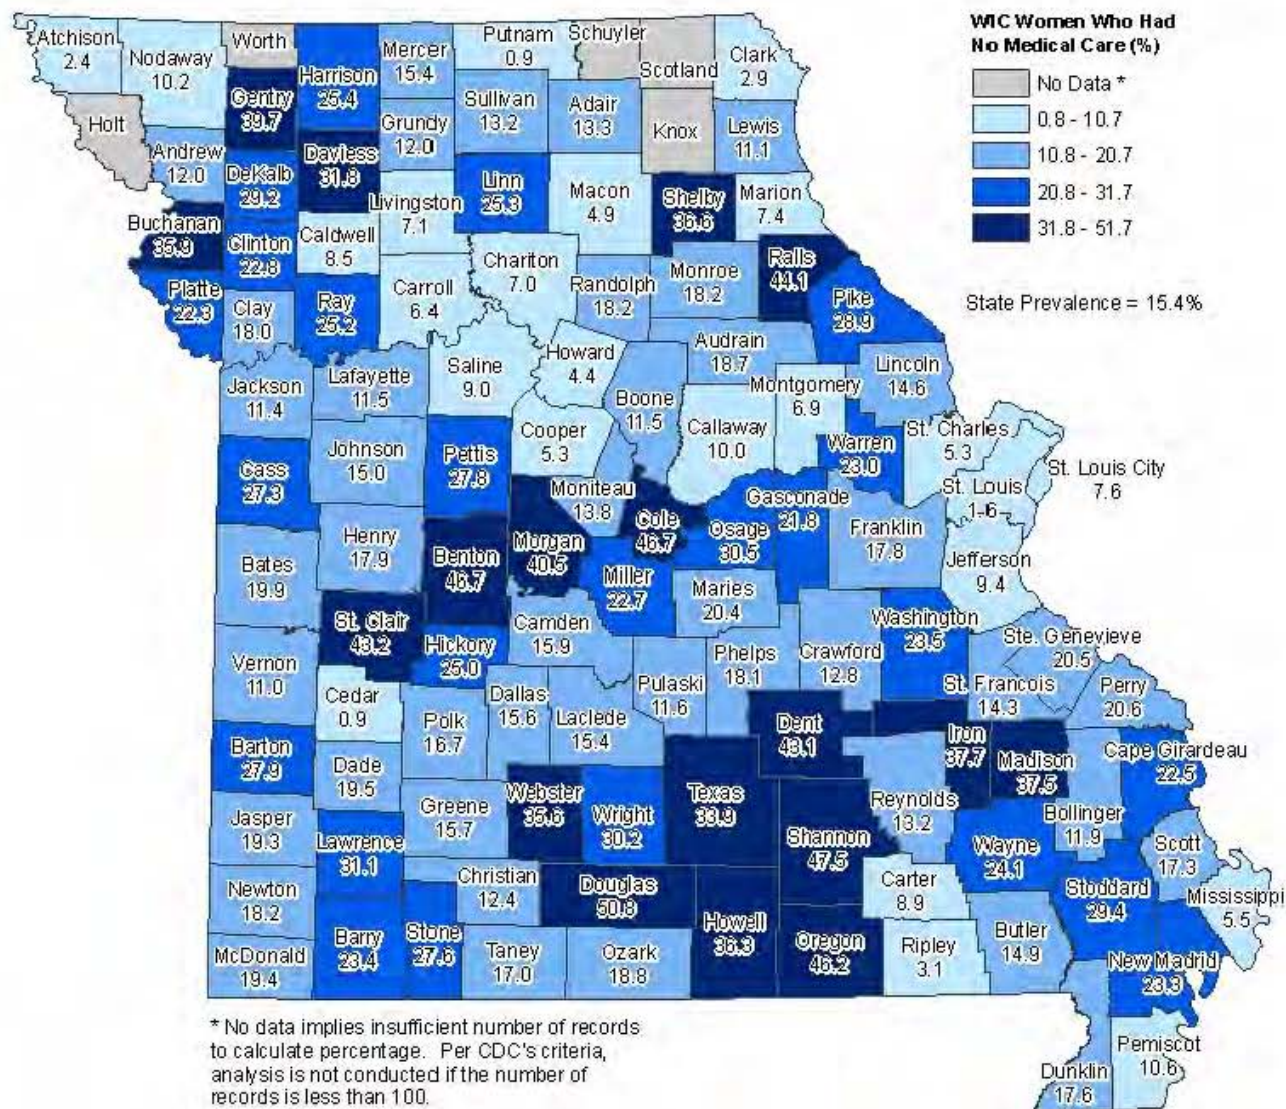 WIC Women Who Had
No Medical Care (%)
No Data *
0.8 - 10.7
10.8 - 20.7
20.8 - 31.7
31.8 - 51.7
State Prevalence = 15.4%
Atchison
2.4
Nodaway
10.2
Worth
Harrison
25.4
Mercer
15.4
Putnam
0.9
Schuyler
Scotland
Clark
2.9
Holt
Gentry
39.7
Grundy
12.0
Sullivan
13.2
Adair
13.3
Knox
Lewis
11.1
Andrew
12.0
DeKalb
29.2
Daviess
31.8
Livingston
7.1
Linn
25.3
Macon
4.9
Shelby
36.6
Marion
7.4
Buchanan
35.9
Clinton
22.8
Caldwell
8.5
Chariton
7.0
Randolph
18.2
Monroe
18.2
Ralls
44.1
Platte
22.3
Clay
18.0
Ray
25.2
Carroll
6.4
Pike
28.9
Audrain
18.7
Jackson
11.4
Lafayette
11.5
Saline
9.0
Howard
4.4
Boone
11.5
Montgomery
6.9
Lincoln
14.6
Cass
27.3
Johnson
15.0
Pettis
27.8
Cooper
5.3
Callaway
10.0
Warren
23.0
St. Charles
5.3
St. Louis City
7.6
St. Louis
1.6
Moniteau
13.8
Cole
46.7
Gasconade
21.8
Osage
30.5
Franklin
17.8
Jefferson
9.4
Bates
19.9
Henry
17.9
Benton
46.7
Morgan
40.5
Miller
22.7
Maries
20.4
St. Clair
43.2
Hickory
25.0
Camden
15.9
Phelps
18.1
Crawford
12.8
Washington
23.5
Ste. Genevieve
20.5
Vernon
11.0
Cedar
0.9
Polk
16.7
Dallas
15.6
Laclede
15.4
Pulaski
11.6
Dent
43.1
St. Francois
14.3
Perry
20.6
Barton
27.9
Dade
19.5
Iron
37.7
Madison
37.5
Cape Girardeau
22.5
Jasper
19.3
Lawrence
31.1
Greene
15.7
Webster
35.6
Wright
30.2
Texas
33.9
Shannon
47.5
Reynolds
13.2
Wayne
24.1
Bollinger
11.9
Scott
17.3
Newton
18.2
Christian
12.4
Douglas
50.8
Howell
36.3
Carter
8.9
Stoddard
29.4
Mississippi
5.5
McDonald
19.4
Barry
23.4
Stone
27.6
Taney
17.0
Ozark
18.8
Oregon
46.2
Ripley
3.1
Butler
14.9
New Madrid
23.3
Dunklin
17.6
Pemiscot
10.6
* No data implies insufficient number of records
to calculate percentage. Per CDC's criteria,
analysis is not conducted if the number of
records is less than 100.